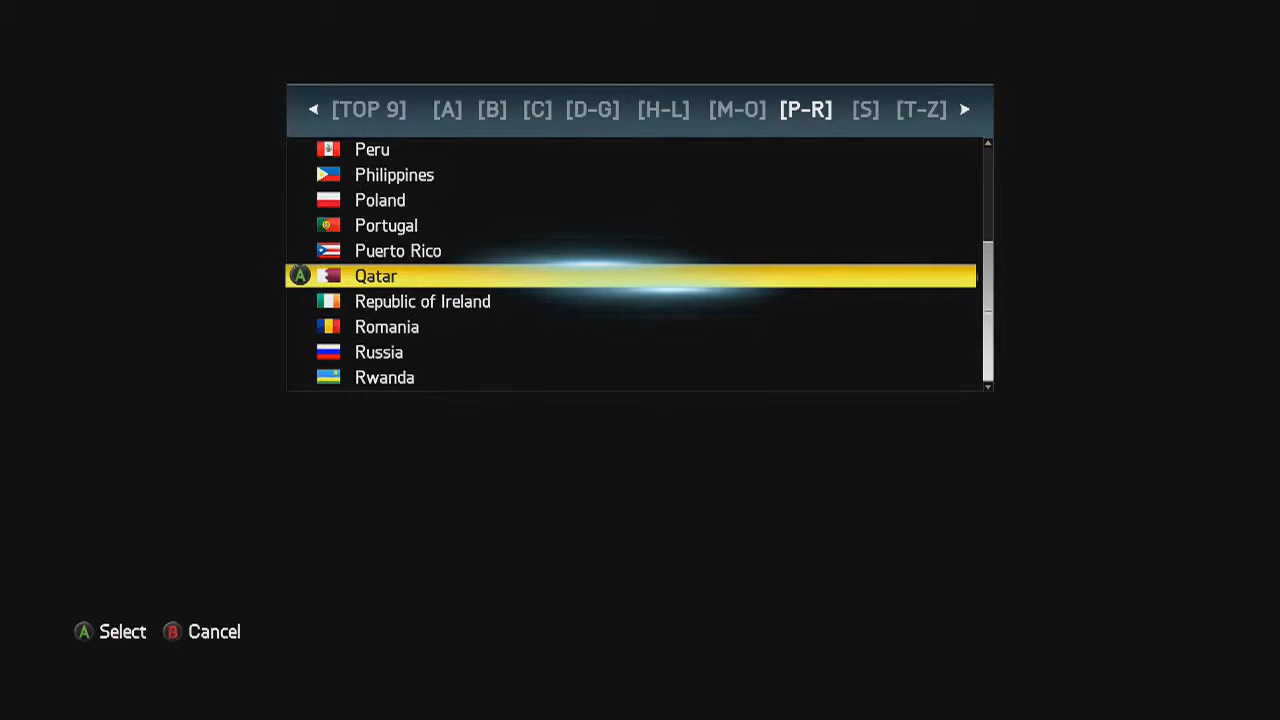 [TOP 9] [A] [B] [C] [D-G] [H-L] [M-O] [P-R] [S] [T-Z]
Peru
Philippines
Poland
Portugal
Puerto Rico
A Qatar
Republic of Ireland
Romania
Russia
Rwanda
A Select B Cancel